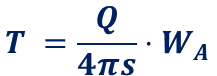 T = Q/4πs · W_A